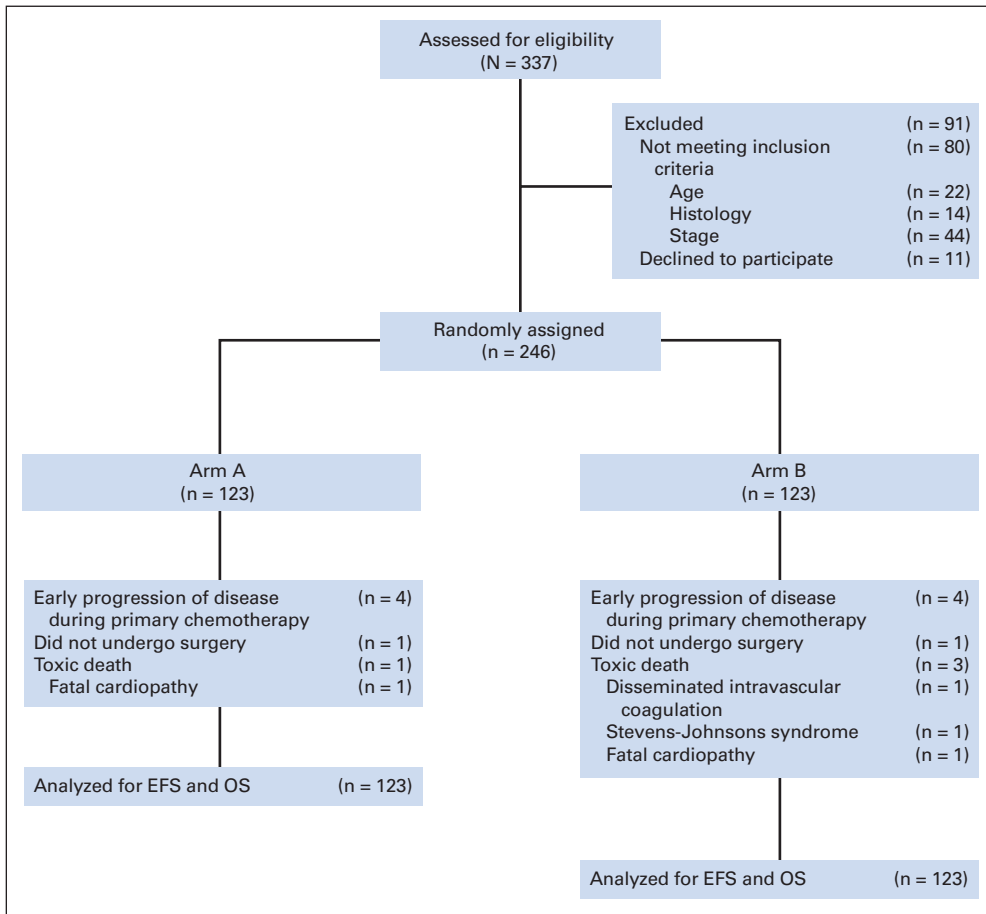 Assessed for eligibility
(N = 337)
Excluded (n = 91)
Not meeting inclusion (n = 80)
criteria
Age (n = 22)
Histology (n = 14)
Stage (n = 44)
Declined to participate (n = 11)
Randomly assigned
(n = 246)
Arm A
(n = 123)
Arm B
(n = 123)
Early progression of disease (n = 4)
during primary chemotherapy
Did not undergo surgery (n = 1)
Toxic death (n = 1)
Fatal cardiopathy (n = 1)
Analyzed for EFS and OS (n = 123)
Early progression of disease (n = 4)
during primary chemotherapy
Did not undergo surgery (n = 1)
Toxic death (n = 3)
Disseminated intravascular (n = 1)
coagulation
Stevens-Johnsons syndrome (n = 1)
Fatal cardiopathy (n = 1)
Analyzed for EFS and OS (n = 123)